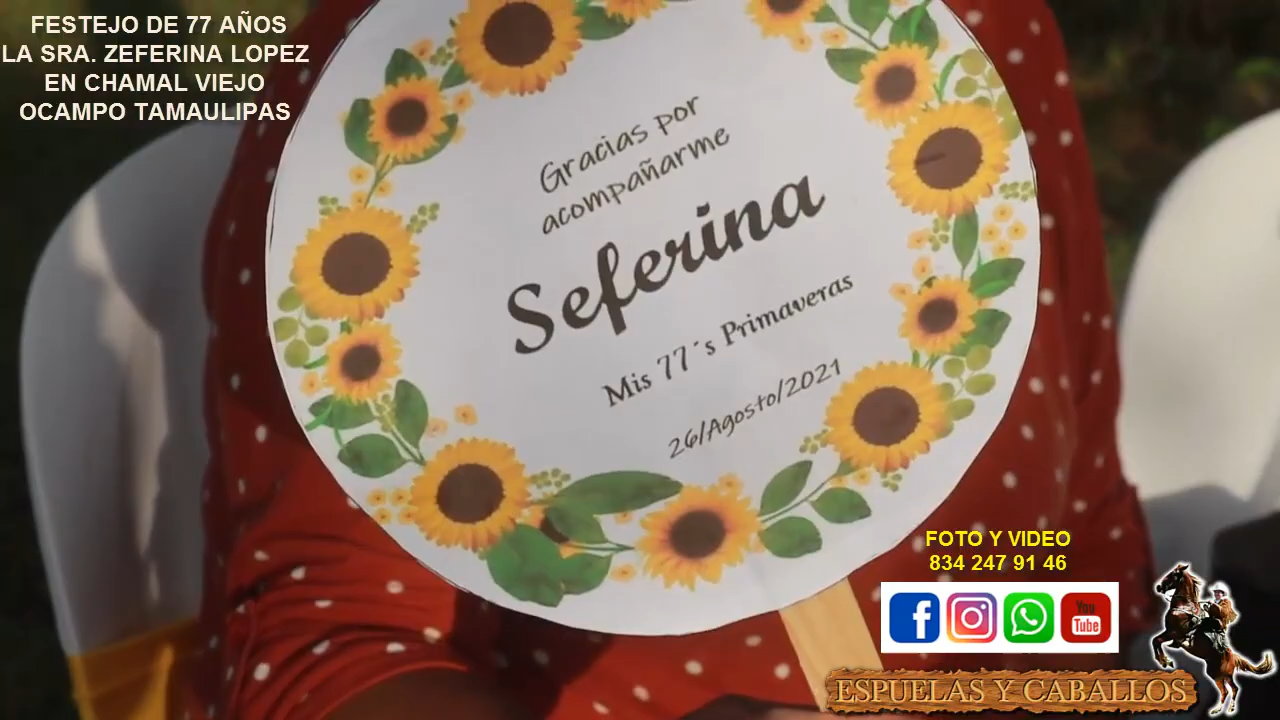 FESTEJO DE 77 AÑOS
LA SRA. ZEFERINA LOPEZ
EN CHAMAL VIEJO
OCAMPO TAMAULIPAS
Gracias por
acompañarme
Seferina
Mis 77´s Primaveras
26/Agosto/2021
FOTO Y VIDEO
834 247 91 46
You
Tube
ESPUELAS Y CABALLOS